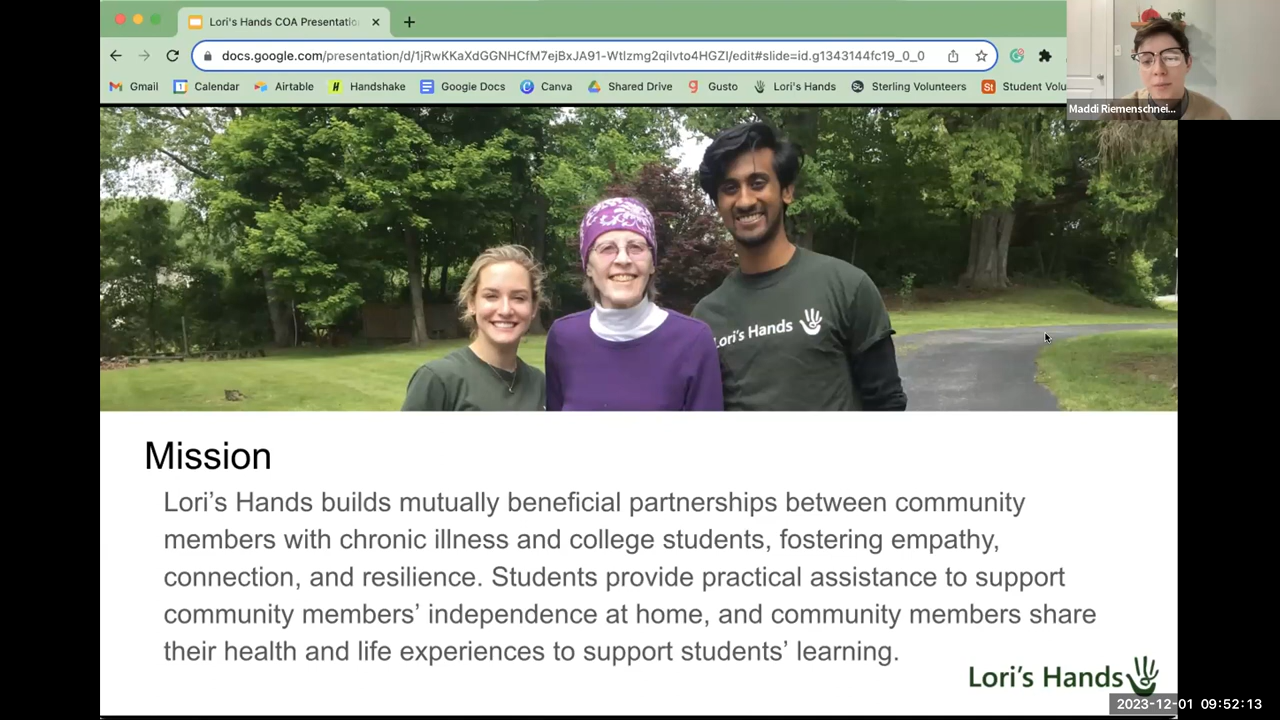 Lori's Hands COA Presentatio
docs.google.com/presentation/d/1jRwKKaXdGGNHCfM7ejBxJA91-WtIzmg2qiIvto4HGZI/edit#slide=id.g1343144fc19_0_0
Gmail Calendar Airtable Handshake Google Docs Canva Shared Drive Gusto Lori's Hands Sterling Volunteers Student Volu
Maddi Riemenschnei...
Lori's Hands
Mission
Lori's Hands builds mutually beneficial partnerships between community
members with chronic illness and college students, fostering empathy,
connection, and resilience. Students provide practical assistance to support
community members' independence at home, and community members share
their health and life experiences to support students' learning.
Lori's Hands
2023-12-01 09:52:13